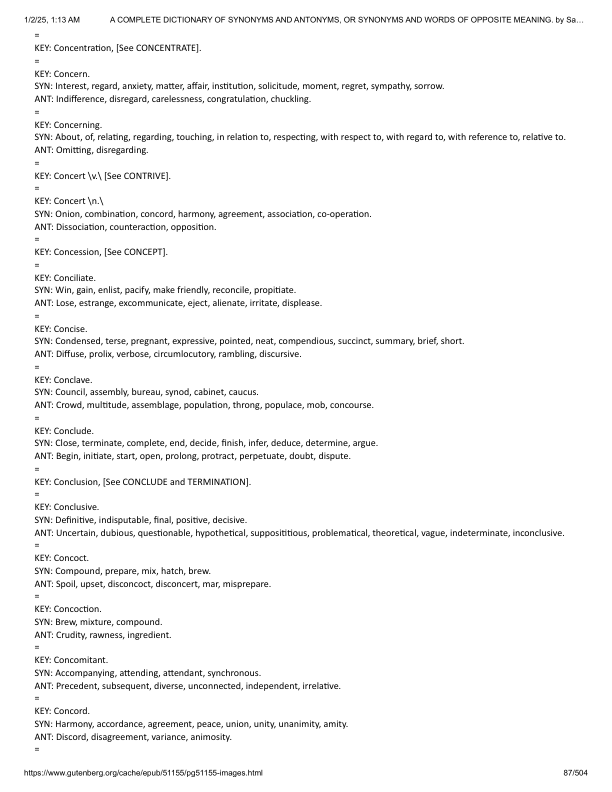 1/2/25, 1:13 AM A COMPLETE DICTIONARY OF SYNONYMS AND ANTONYMS, OR SYNONYMS AND WORDS OF OPPOSITE MEANING. by Sa…
=
KEY: Concentration, [See CONCENTRATE].
=
KEY: Concern.
SYN: Interest, regard, anxiety, matter, affair, institution, solicitude, moment, regret, sympathy, sorrow.
ANT: Indifference, disregard, carelessness, congratulation, chuckling.
=
KEY: Concerning.
SYN: About, of, relating, regarding, touching, in relation to, respecting, with respect to, with regard to, with reference to, relative to.
ANT: Omitting, disregarding.
=
KEY: Concert \v.\ [See CONTRIVE].
=
KEY: Concert \n.\
SYN: Onion, combination, concord, harmony, agreement, association, co-operation.
ANT: Dissociation, counteraction, opposition.
=
KEY: Concession, [See CONCEPT].
=
KEY: Conciliate.
SYN: Win, gain, enlist, pacify, make friendly, reconcile, propitiate.
ANT: Lose, estrange, excommunicate, eject, alienate, irritate, displease.
=
KEY: Concise.
SYN: Condensed, terse, pregnant, expressive, pointed, neat, compendious, succinct, summary, brief, short.
ANT: Diffuse, prolix, verbose, circumlocutory, rambling, discursive.
=
KEY: Conclave.
SYN: Council, assembly, bureau, synod, cabinet, caucus.
ANT: Crowd, multitude, assemblage, population, throng, populace, mob, concourse.
=
KEY: Conclude.
SYN: Close, terminate, complete, end, decide, finish, infer, deduce, determine, argue.
ANT: Begin, initiate, start, open, prolong, protract, perpetuate, doubt, dispute.
=
KEY: Conclusion, [See CONCLUDE and TERMINATION].
=
KEY: Conclusive.
SYN: Definitive, indisputable, final, positive, decisive.
ANT: Uncertain, dubious, questionable, hypothetical, supposititious, problematical, theoretical, vague, indeterminate, inconclusive.
=
KEY: Concoct.
SYN: Compound, prepare, mix, hatch, brew.
ANT: Spoil, upset, disconcoct, disconcert, mar, misprepare.
=
KEY: Concoction.
SYN: Brew, mixture, compound.
ANT: Crudity, rawness, ingredient.
=
KEY: Concomitant.
SYN: Accompanying, attending, attendant, synchronous.
ANT: Precedent, subsequent, diverse, unconnected, independent, irrelative.
=
KEY: Concord.
SYN: Harmony, accordance, agreement, peace, union, unity, unanimity, amity.
ANT: Discord, disagreement, variance, animosity.
=
https://www.gutenberg.org/cache/epub/51155/pg51155-images.html 87/504